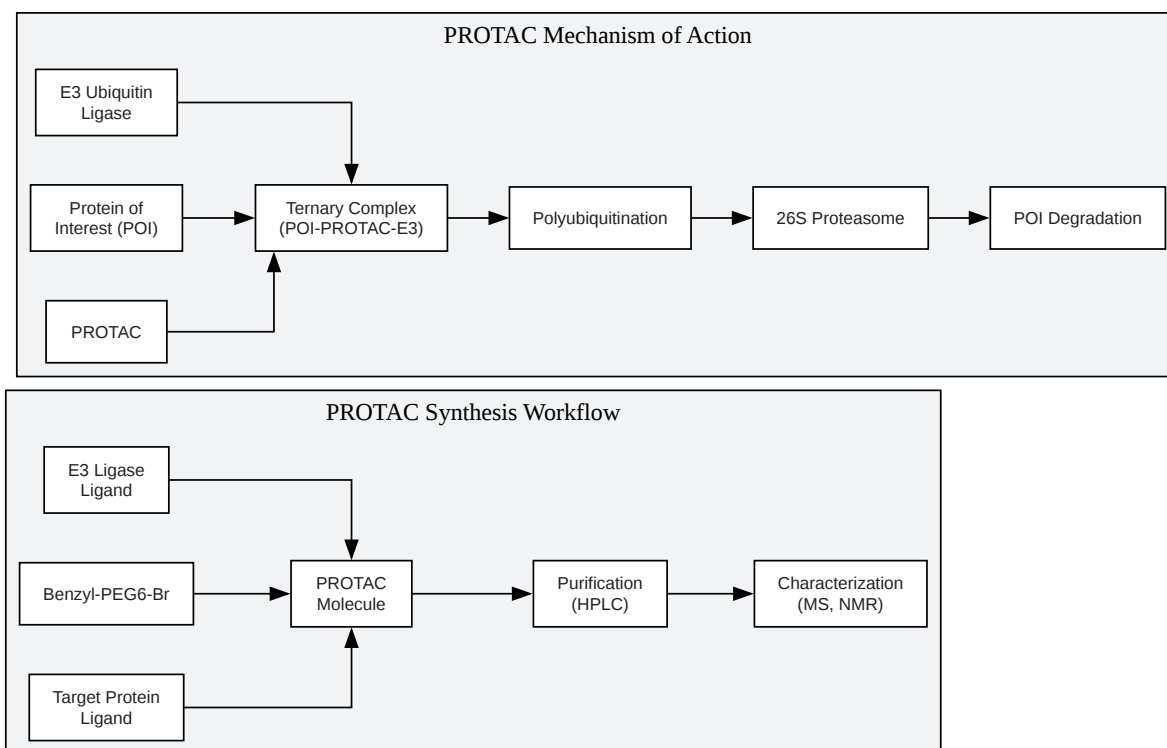 PROTAC Mechanism of Action
E3 Ubiquitin
Ligase
Protein of
Interest (POI)
PROTAC
Ternary Complex
(POI-PROTAC-E3)
Polyubiquitination
26S Proteasome
POI Degradation
PROTAC Synthesis Workflow
E3 Ligase
Ligand
Benzyl-PEG6-Br
Target Protein
Ligand
PROTAC
Molecule
Purification
(HPLC)
Characterization
(MS, NMR)